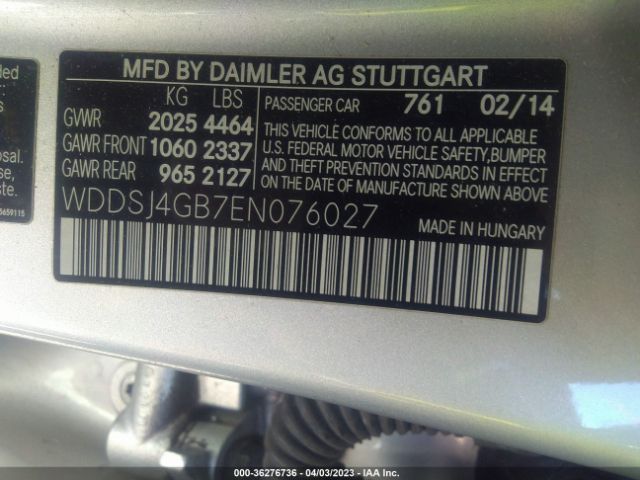 MFD BY DAIMLER AG STUTTGART
KG LBS
GVWR 2025 4464
GAWR FRONT 1060 2337
GAWR REAR 965 2127
PASSENGER CAR 761 02/14
THIS VEHICLE CONFORMS TO ALL APPLICABLE
U.S. FEDERAL MOTOR VEHICLE SAFETY, BUMPER
AND THEFT PREVENTION STANDARDS IN EFFECT
ON THE DATE OF MANUFACTURE SHOWN ABOVE.
WDDSJ4GB7EN076027
MADE IN HUNGARY
000-36276736 - 04/03/2023 - IAA Inc.